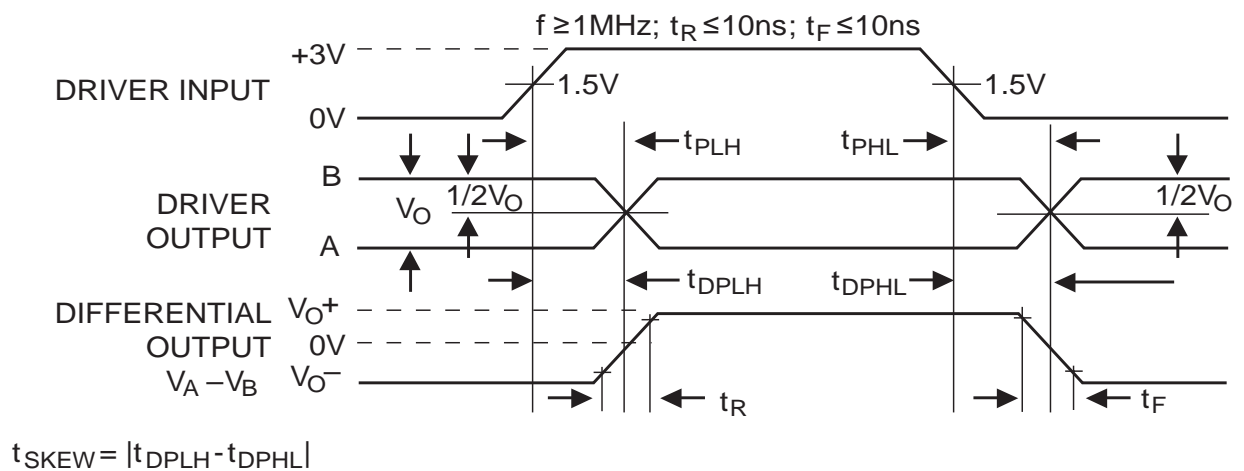 f ≥1MHz; tR ≤10ns; tF ≤10ns
+3V
DRIVER INPUT
1.5V
1.5V
0V
tPLH
tPHL
B
DRIVER
OUTPUT
VO
1/2VO
1/2VO
A
tDPLH
tDPHL
DIFFERENTIAL
OUTPUT
VA –VB
VO+
0V
VO–
tR
tF
tSKEW = |tDPLH - tDPHL|